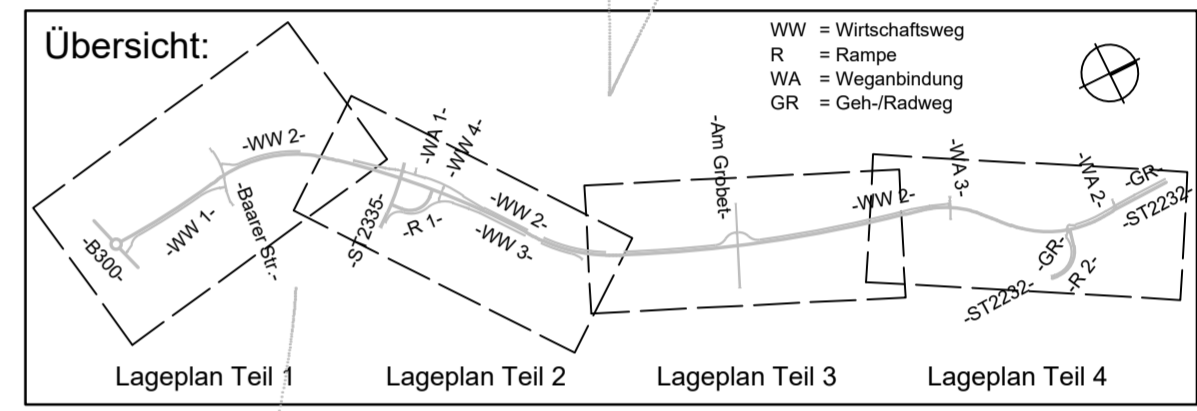 Übersicht:
WW = Wirtschaftsweg
R = Rampe
WA = Weganbindung
GR = Geh-/Radweg
-B300-
-WW 1-
-Baarer Str.-
-WW 2-
-ST2335-
-R 1-
-WA 1-
-WW 4-
-WW 2-
-WW 3-
-Am Grobet-
-WW 2-
-WA 3-
-WA 2-
-GR-
-ST2232-
-GR-
-R 2-
-ST2232-
Lageplan Teil 1
Lageplan Teil 2
Lageplan Teil 3
Lageplan Teil 4